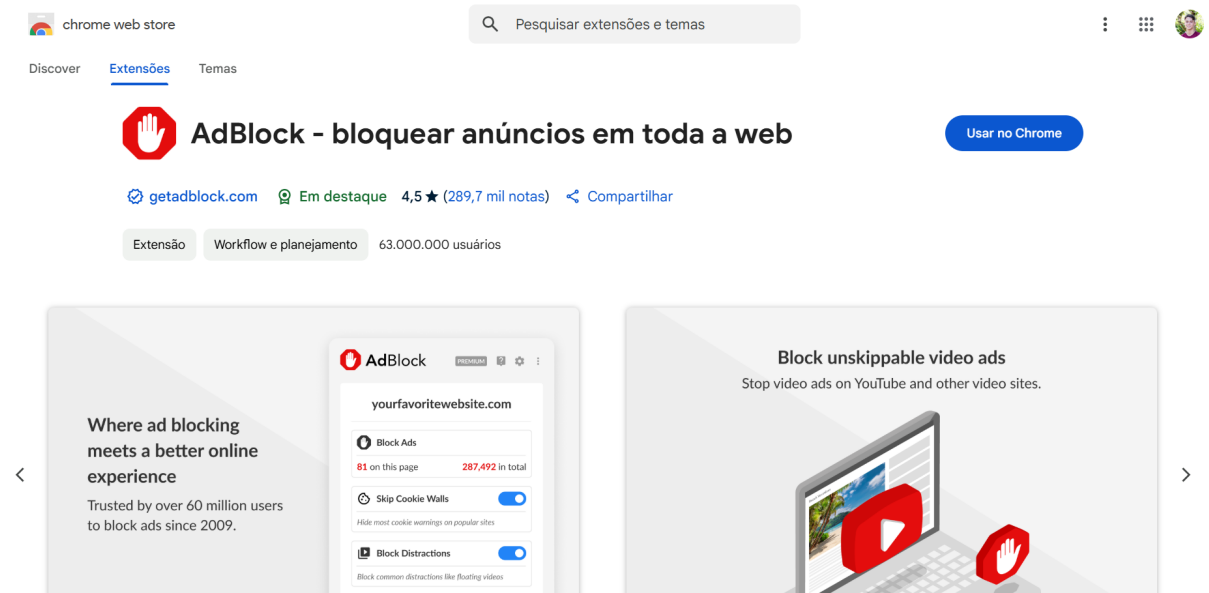 chrome web store
Pesquisar extensões e temas
Discover
Extensões
Temas
AdBlock - bloquear anúncios em toda a web
Usar no Chrome
getadblock.com
Em destaque
4,5 ★ (289,7 mil notas)
Compartilhar
Extensão
Workflow e planejamento
63.000.000 usuários
Where ad blocking
meets a better online
experience
Trusted by over 60 million users
to block ads since 2009.
AdBlock
PREMIUM
yourfavoritewebsite.com
Block Ads
81 on this page
287,492 in total
Skip Cookie Walls
Hide most cookie warnings on popular sites
Block Distractions
Block common distractions like floating videos
Block unskippable video ads
Stop video ads on YouTube and other video sites.